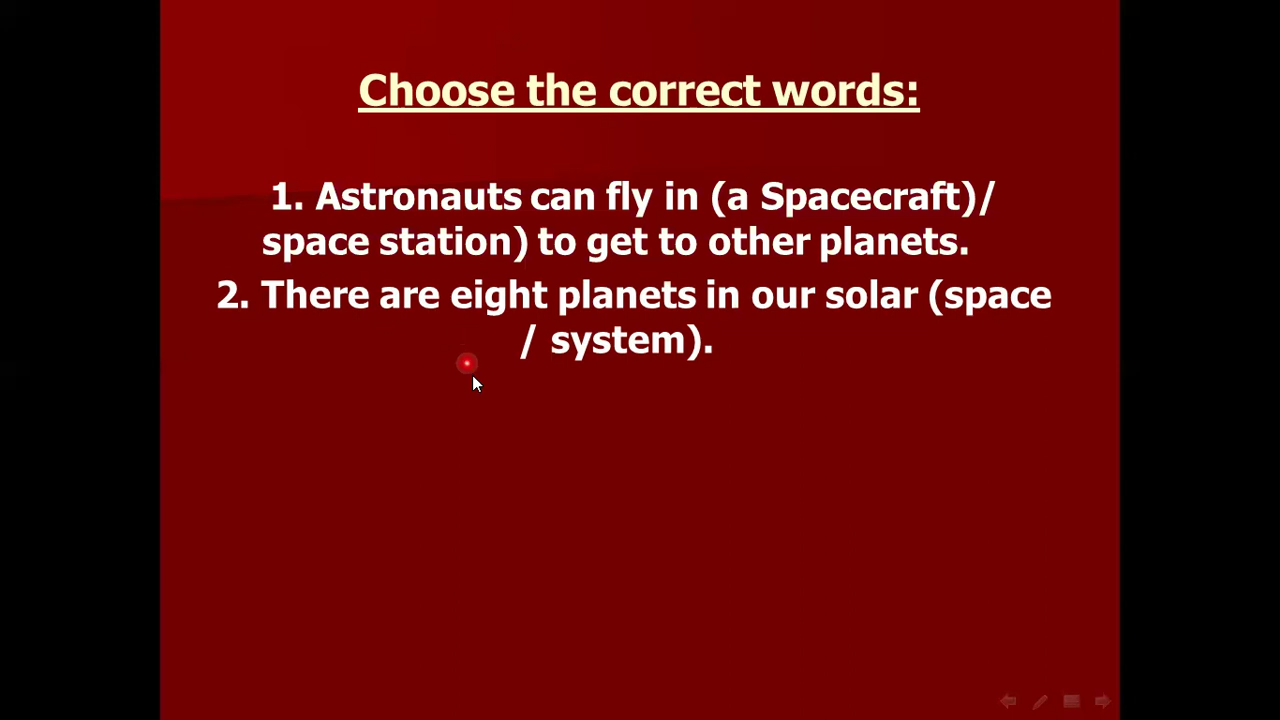 Choose the correct words:
1. Astronauts can fly in (a Spacecraft)/
space station) to get to other planets.
2. There are eight planets in our solar (space
/ system).